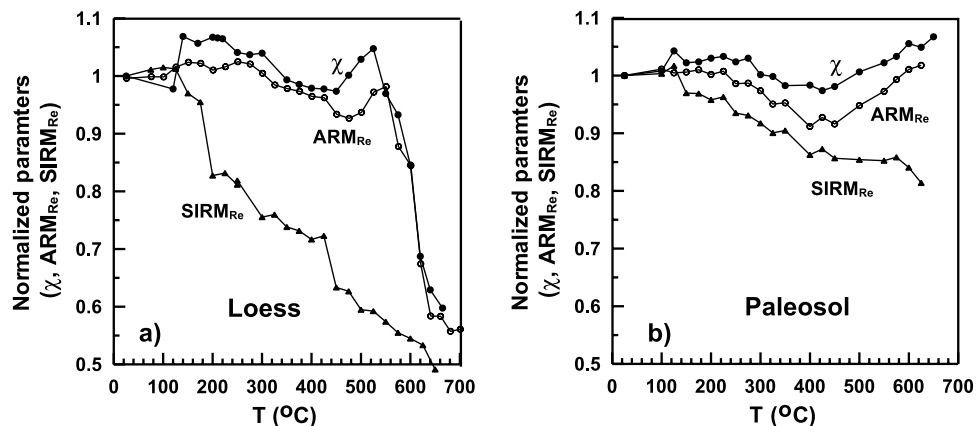 Normalized paramters
(χ, ARMRe, SIRMRe)
1.1
1
0.9
0.8
0.7
0.6
0.5
χ
ARMRe
SIRMRe
a)
Loess
0 100 200 300 400 500 600 700
T (ºC)
Normalized paramters
(χ, ARMRe, SIRMRe)
1.1
1
0.9
0.8
0.7
0.6
0.5
χ
ARMRe
SIRMRe
b)
Paleosol
0 100 200 300 400 500 600 700
T (ºC)